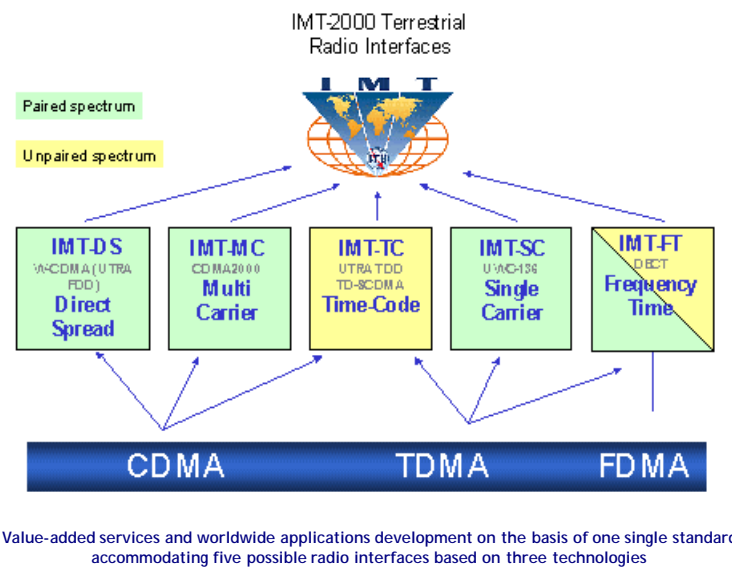 IMT-2000 Terrestrial
Radio Interfaces
I M T
ITU
Paired spectrum
Unpaired spectrum
IMT-DS
W-CDMA (UTRA
FDD)
Direct
Spread
IMT-MC
CDMA2000
Multi
Carrier
IMT-TC
UTRA TDD
TD-SCDMA
Time-Code
IMT-SC
UWC-136
Single
Carrier
IMT-FT
DECT
Frequency
Time
CDMA
TDMA
FDMA
Value-added services and worldwide applications development on the basis of one single standard
accommodating five possible radio interfaces based on three technologies